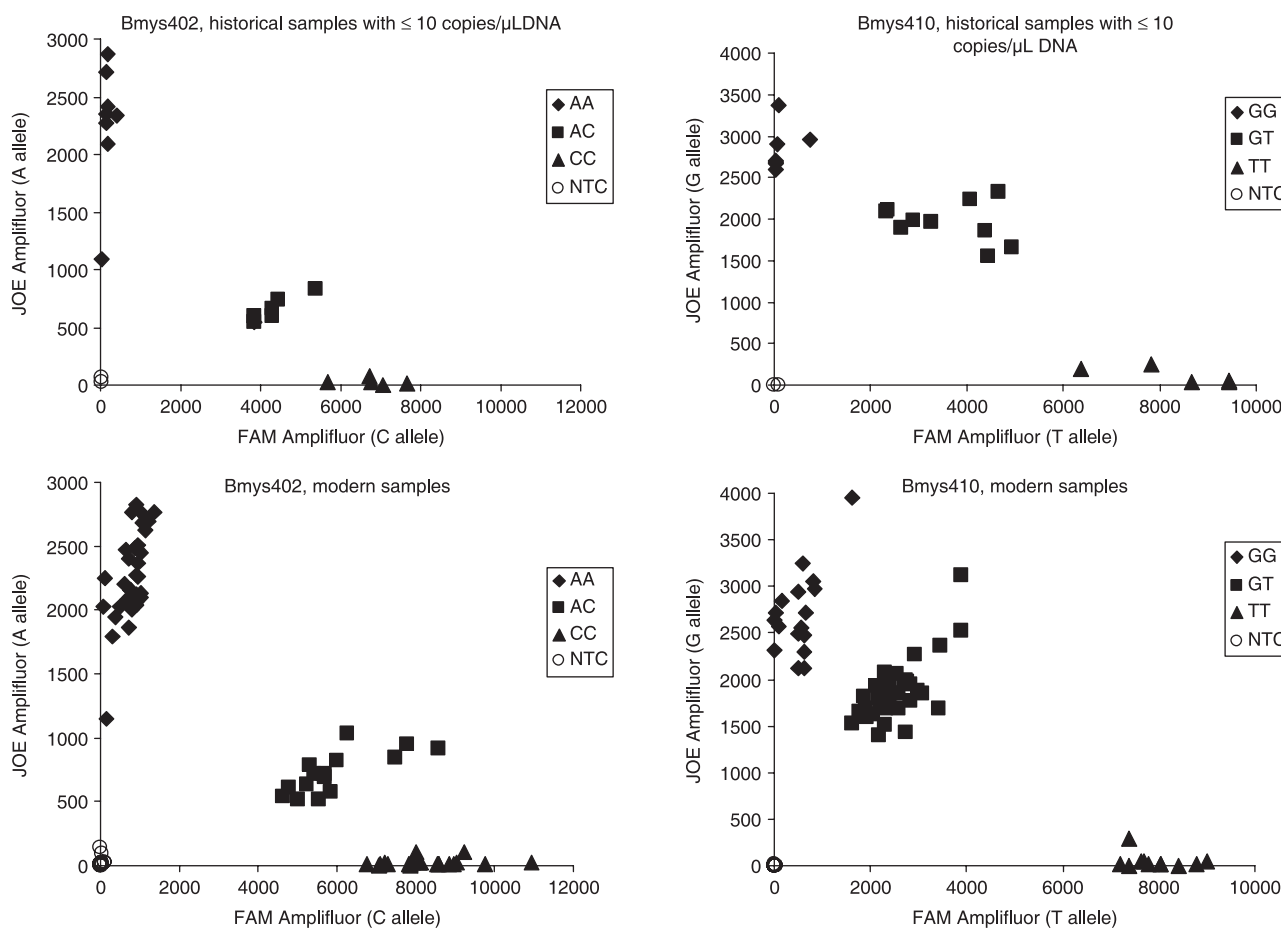 Bmys402, historical samples with ≤ 10 copies/μLDNA
3000
2500
2000
1500
1000
500
0
JOE Amplifluor (A allele)
0 2000 4000 6000 8000 10000 12000
FAM Amplifluor (C allele)
AA
AC
CC
NTC
Bmys410, historical samples with ≤ 10
copies/μL DNA
4000
3500
3000
2500
2000
1500
1000
500
0
JOE Amplifluor (G allele)
0 2000 4000 6000 8000 10000
FAM Amplifluor (T allele)
GG
GT
TT
NTC
Bmys402, modern samples
3000
2500
2000
1500
1000
500
0
JOE Amplifluor (A allele)
0 2000 4000 6000 8000 10000 12000
FAM Amplifluor (C allele)
AA
AC
CC
NTC
Bmys410, modern samples
4000
3500
3000
2500
2000
1500
1000
500
0
JOE Amplifluor (G allele)
0 2000 4000 6000 8000 10000
FAM Amplifluor (T allele)
GG
GT
TT
NTC